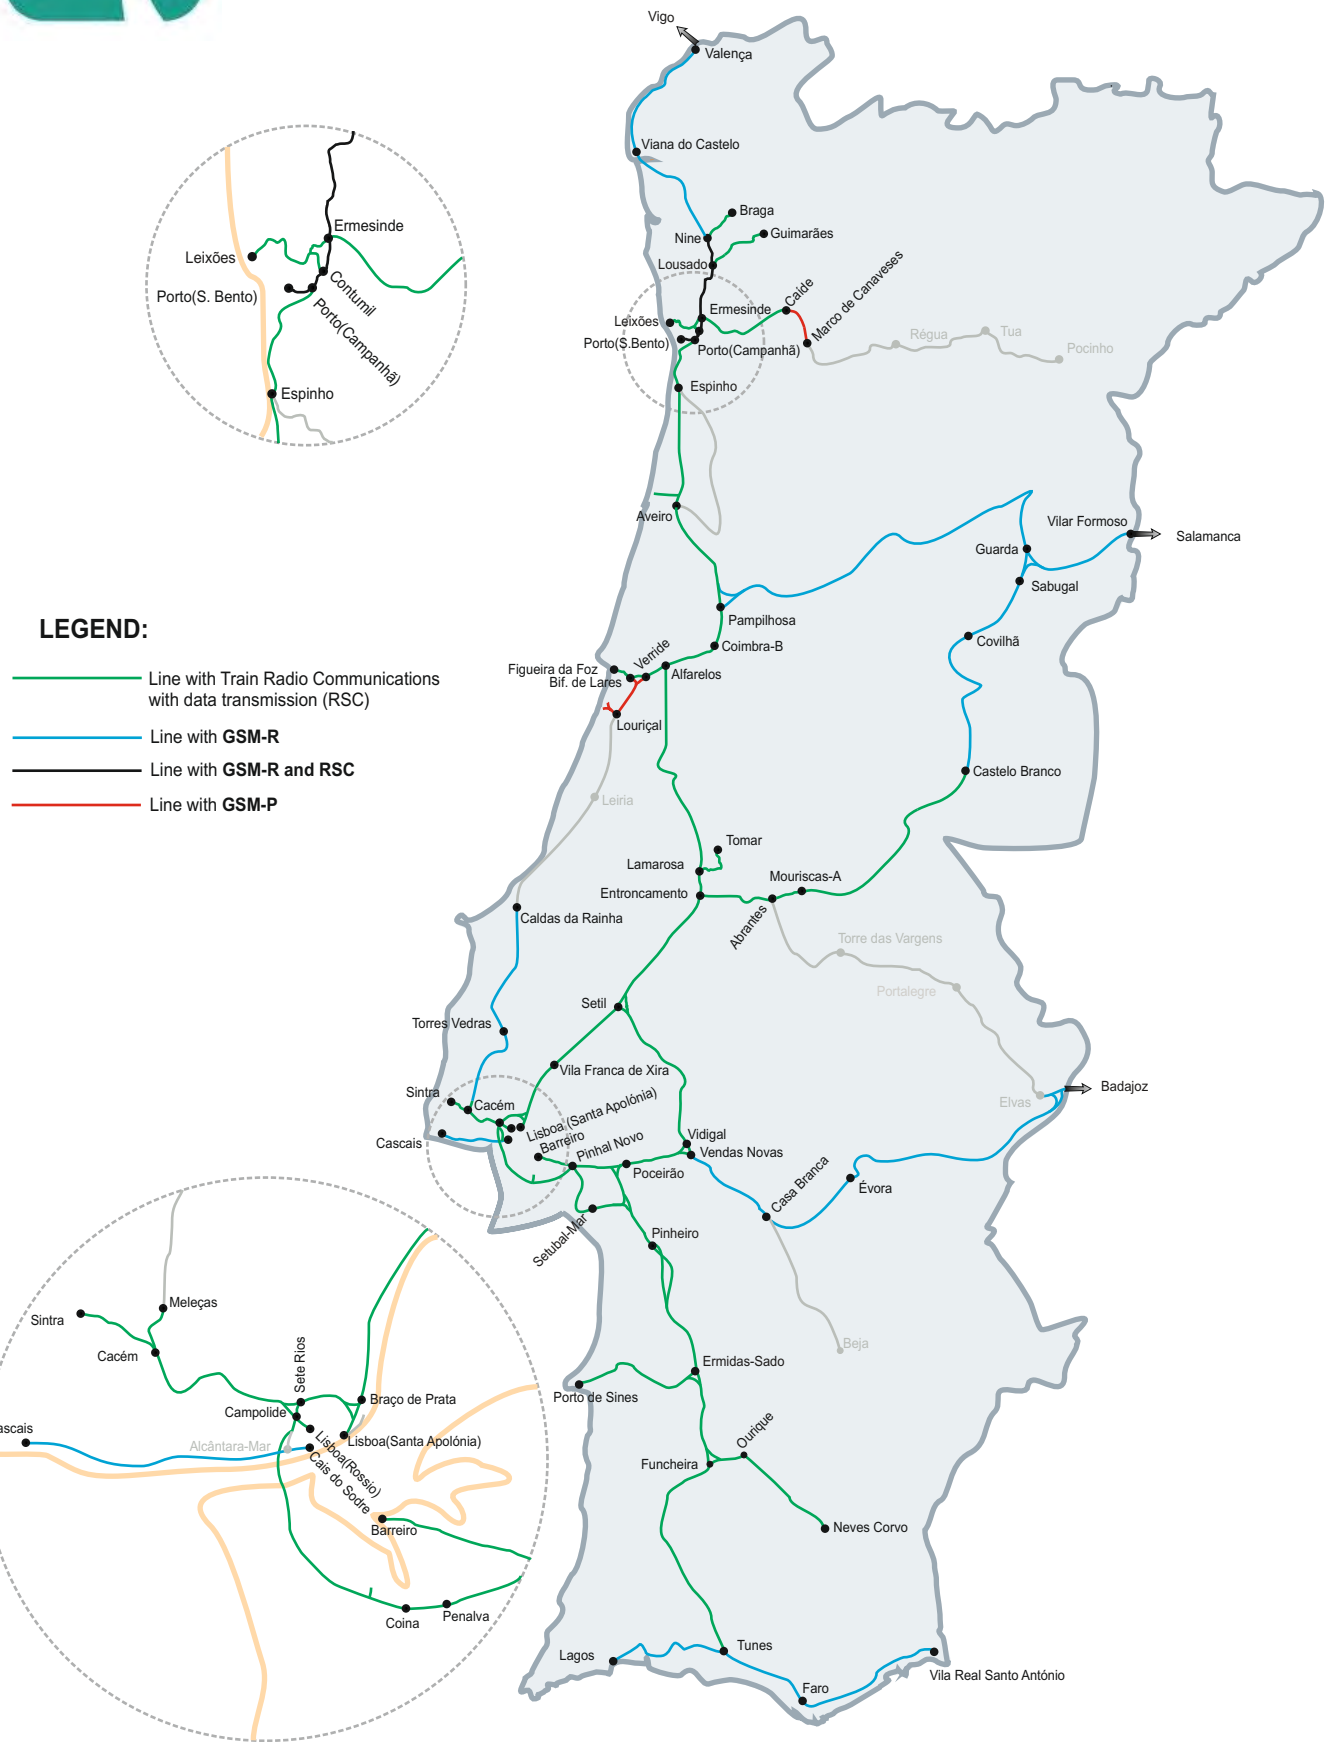 Vigo
Valença
Viana do Castelo
Braga
Guimarães
Nine
Lousado
Ermesinde
Caíde
Marco de Canaveses
Leixões
Porto(S.Bento)
Porto(Campanhã)
Régua
Tua
Pocinho
Espinho
Ermesinde
Leixões
Contumil
Porto(S. Bento)
Porto(Campanhã)
Espinho
Aveiro
Vilar Formoso
Salamanca
Guarda
Sabugal
Pampilhosa
Covilhã
Coimbra-B
Verride
Figueira da Foz
Bif. de Lares
Alfarelos
Louriçal
LEGEND:
Line with Train Radio Communications
with data transmission (RSC)
Line with GSM-R
Line with GSM-R and RSC
Line with GSM-P
Castelo Branco
Leiria
Tomar
Lamarosa
Mouriscas-A
Entroncamento
Abrantes
Caldas da Rainha
Torre das Vargens
Portalegre
Setil
Torres Vedras
Vila Franca de Xira
Sintra
Cacém
Lisboa (Santa Apolónia)
Badajoz
Elvas
Cascais
Barreiro
Pinhal Novo
Vidigal
Vendas Novas
Poceirão
Casa Branca
Évora
Setubal-Mar
Pinheiro
Beja
Ermidas-Sado
Porto de Sines
Ourique
Funcheira
Neves Corvo
Lagos
Tunes
Faro
Vila Real Santo António
Meleças
Sintra
Cacém
Sete Rios
Braço de Prata
Campolide
ascais
Alcântara-Mar
Lisboa(Santa Apolónia)
Lisboa(Rossio)
Cais do Sodre
Barreiro
Coina
Penalva